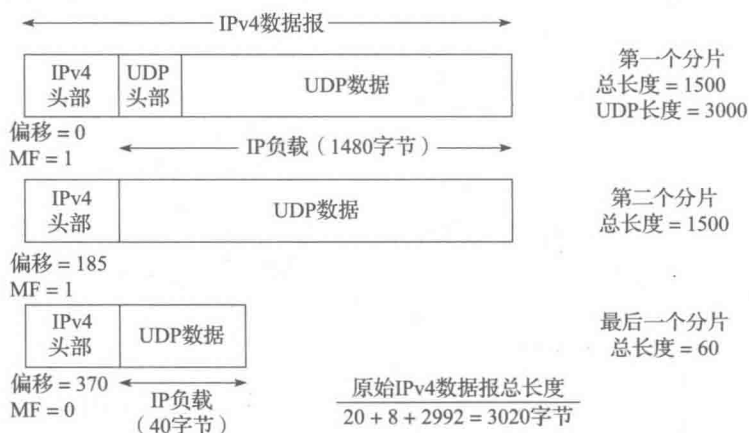 IPv4数据报
IPv4
头部
UDP
头部
UDP数据
第一个分片
总长度 = 1500
UDP长度 = 3000
偏移 = 0
MF = 1
IP负载（1480字节）
IPv4
头部
UDP数据
第二个分片
总长度 = 1500
偏移 = 185
MF = 1
IPv4
头部
UDP数据
最后一个分片
总长度 = 60
偏移 = 370
MF = 0
IP负载
（40字节）
原始IPv4数据报总长度
20 + 8 + 2992 = 3020字节